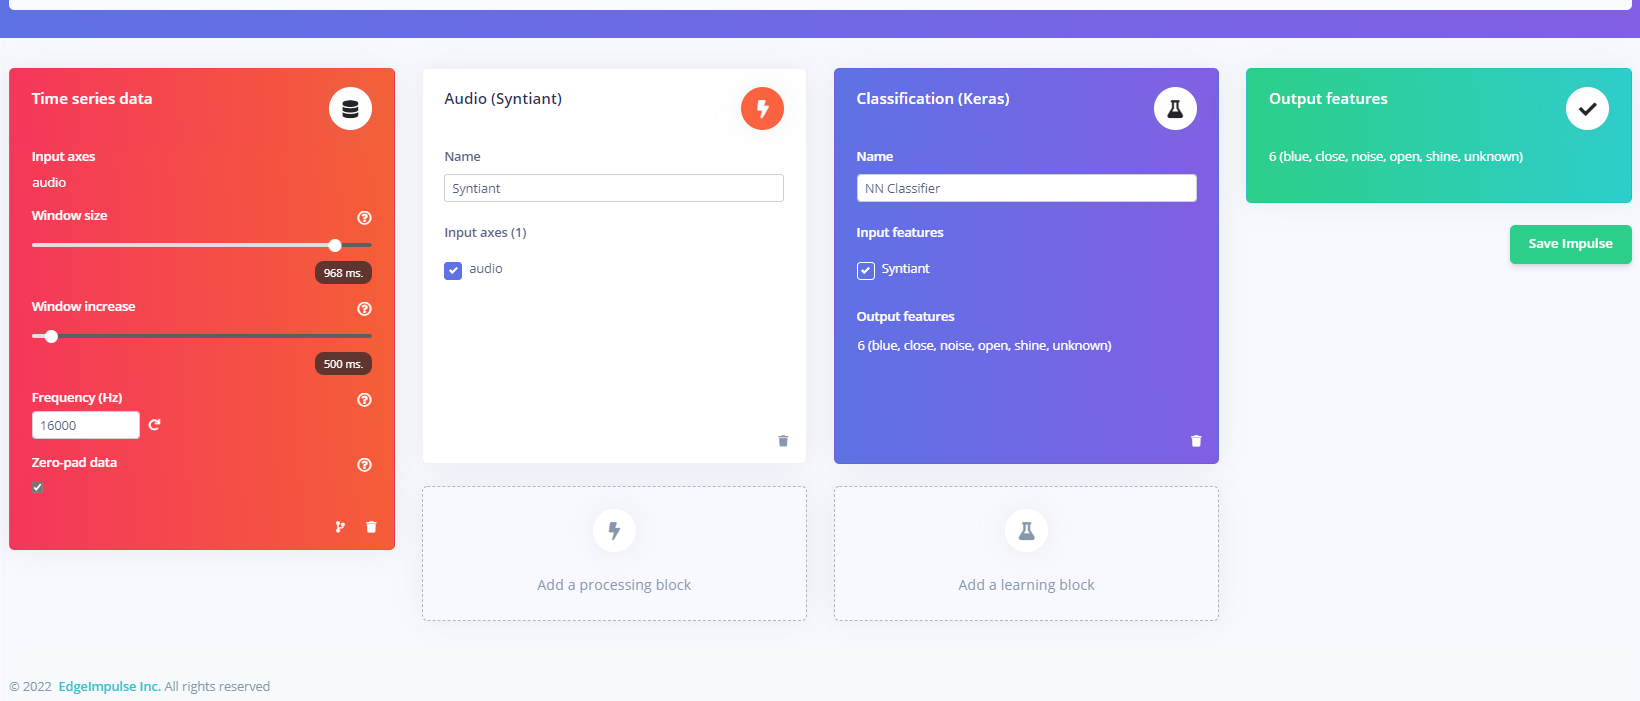 Time series data
Input axes
audio
Window size
968 ms.
Window increase
500 ms.
Frequency (Hz)
16000
Zero-pad data
Audio (Syntiant)
Name
Syntiant
Input axes (1)
audio
Add a processing block
Classification (Keras)
Name
NN Classifier
Input features
Syntiant
Output features
6 (blue, close, noise, open, shine, unknown)
Add a learning block
Output features
6 (blue, close, noise, open, shine, unknown)
Save Impulse
© 2022 EdgeImpulse Inc. All rights reserved